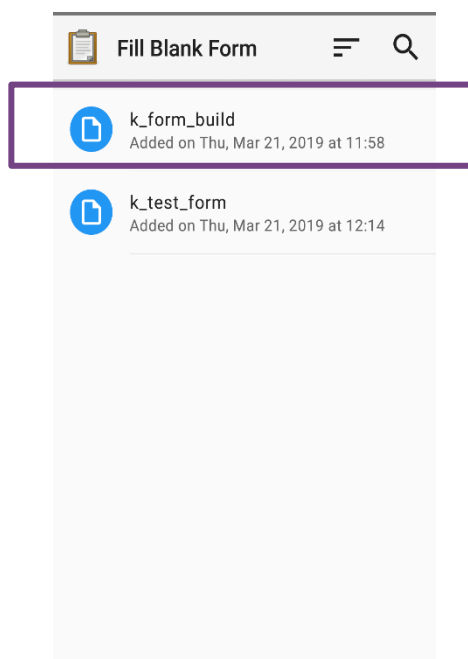 Fill Blank Form
k_form_build
Added on Thu, Mar 21, 2019 at 11:58
k_test_form
Added on Thu, Mar 21, 2019 at 12:14